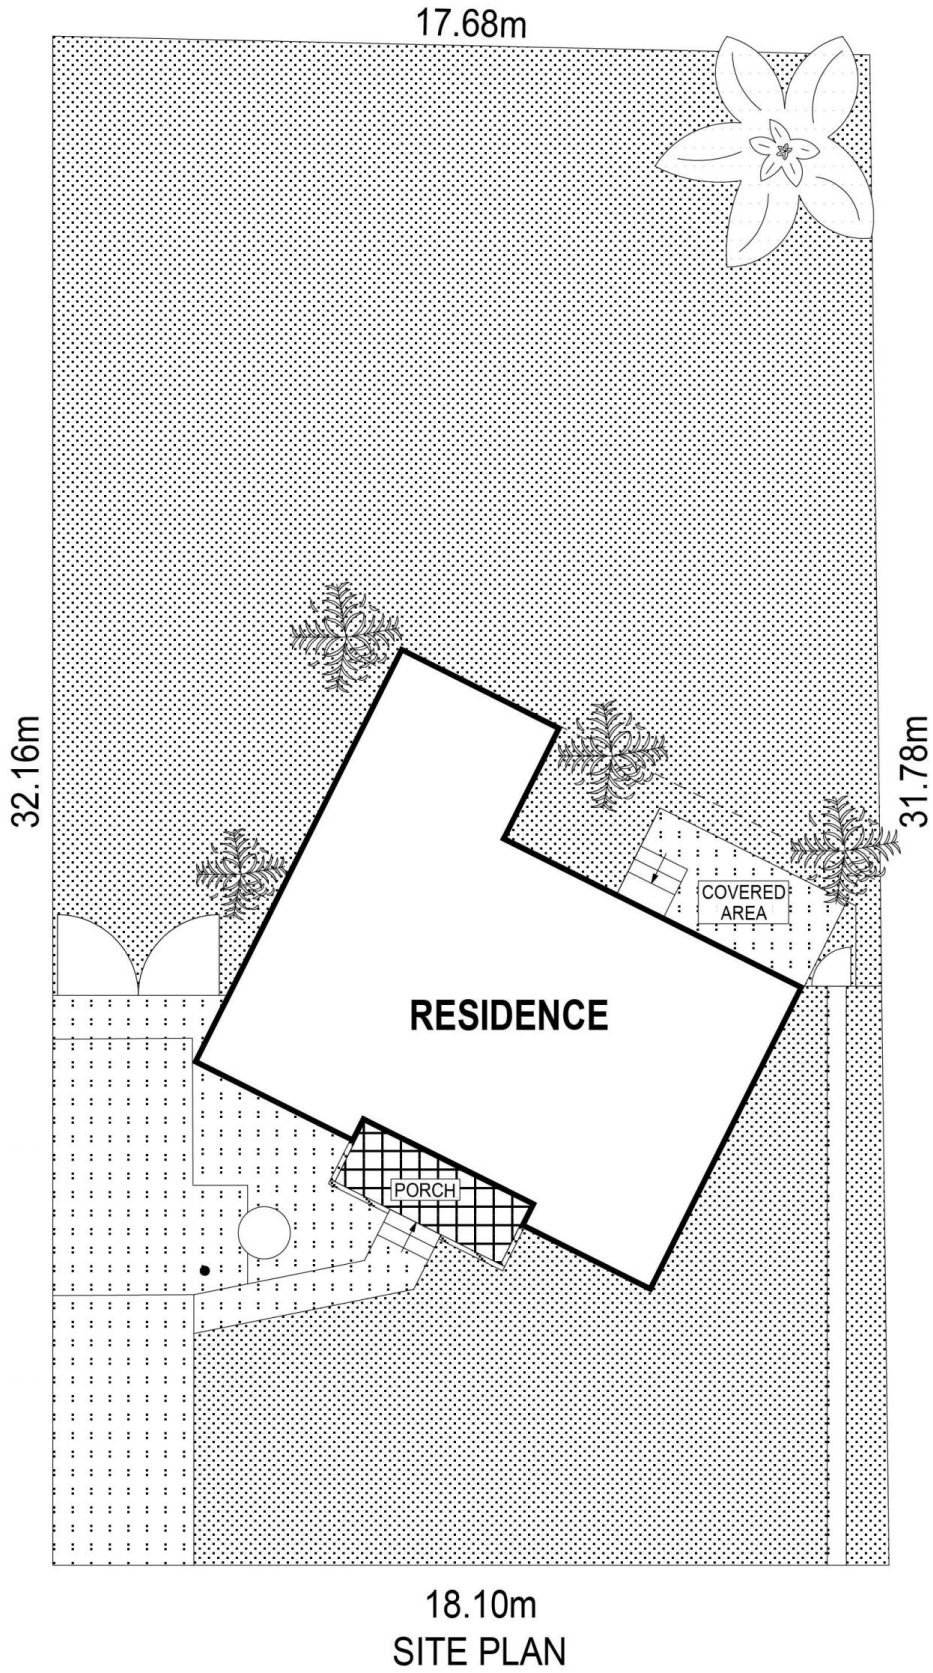 17.68m
32.16m
31.78m
COVERED
AREA
RESIDENCE
PORCH
18.10m
SITE PLAN